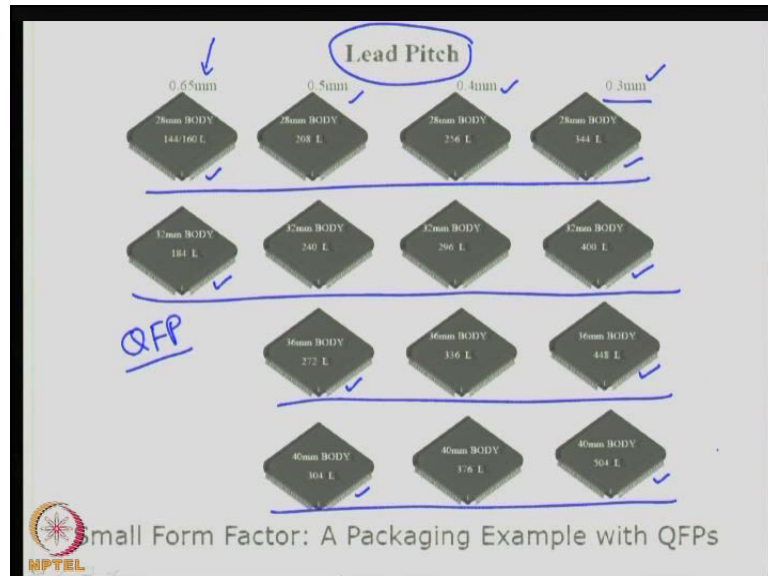 Lead Pitch
0.65mm 0.5mm 0.4mm 0.3mm
28mm BODY 28mm BODY 28mm BODY 28mm BODY
144/160 L 208 L 256 L 344 L
32mm BODY 32mm BODY 32mm BODY 32mm BODY
184 L 240 L 296 L 400 L
QFP
36mm BODY 36mm BODY 36mm BODY
272 L 336 L 448 L
40mm BODY 40mm BODY 40mm BODY
304 L 376 L 504 L
Small Form Factor: A Packaging Example with QFPs
NPTEL